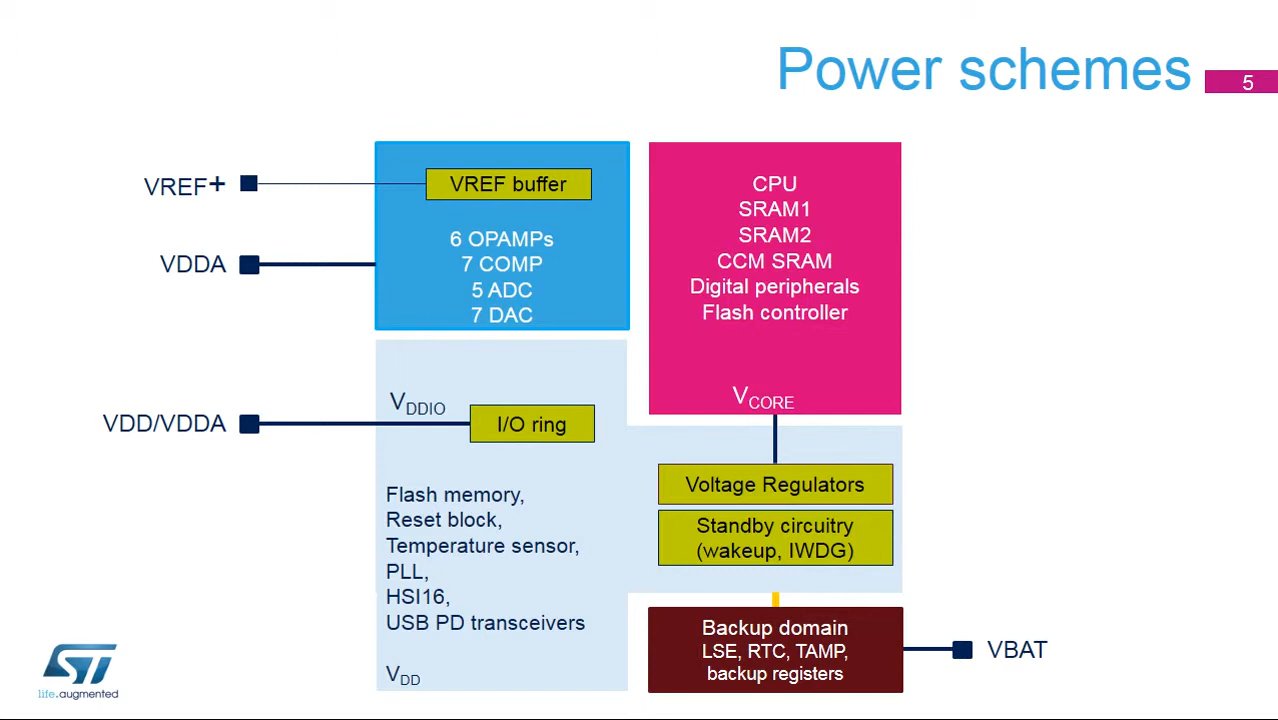 Power schemes
5
VREF+
VREF buffer
VDDA
6 OPAMPs
7 COMP
5 ADC
7 DAC
CPU
SRAM1
SRAM2
CCM SRAM
Digital peripherals
Flash controller
VCORE
VDD/VDDA
VDDIO
I/O ring
Flash memory,
Reset block,
Temperature sensor,
PLL,
HSI16,
USB PD transceivers
VDD
Voltage Regulators
Standby circuitry
(wakeup, IWDG)
Backup domain
LSE, RTC, TAMP,
backup registers
VBAT
ST
life.augmented